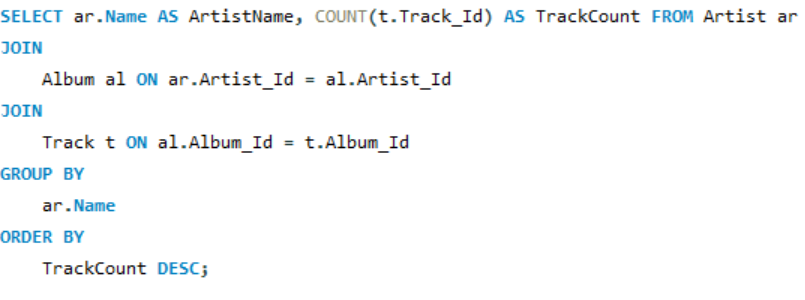 SELECT ar.Name AS ArtistName, COUNT(t.Track_Id) AS TrackCount FROM Artist ar
JOIN
Album al ON ar.Artist_Id = al.Artist_Id
JOIN
Track t ON al.Album_Id = t.Album_Id
GROUP BY
ar.Name
ORDER BY
TrackCount DESC;